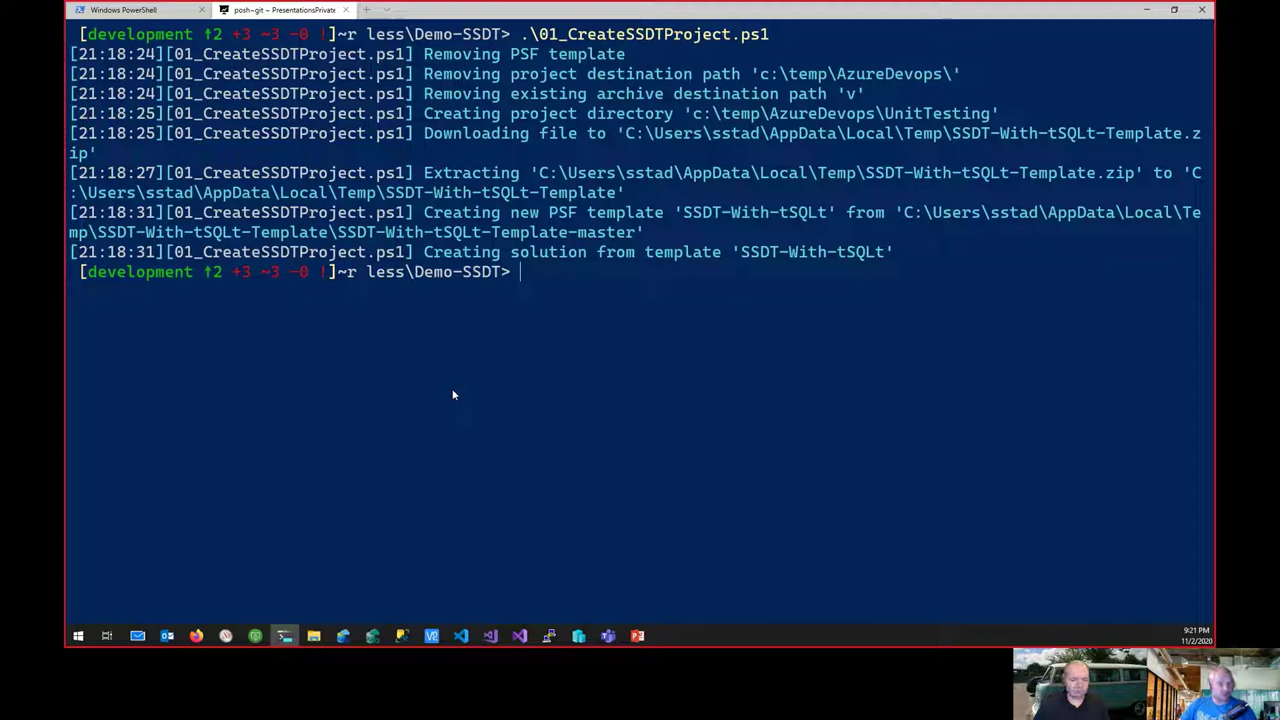 Windows PowerShell
posh~git ~ PresentationsPrivate
[development ↑2 +3 ~3 -0 !]~r less\Demo-SSDT> .\01_CreateSSDTProject.ps1
[21:18:24][01_CreateSSDTProject.ps1] Removing PSF template
[21:18:24][01_CreateSSDTProject.ps1] Removing project destination path 'c:\temp\AzureDevops\'
[21:18:24][01_CreateSSDTProject.ps1] Removing existing archive destination path 'v'
[21:18:25][01_CreateSSDTProject.ps1] Creating project directory 'c:\temp\AzureDevops\UnitTesting'
[21:18:25][01_CreateSSDTProject.ps1] Downloading file to 'C:\Users\sstad\AppData\Local\Temp\SSDT-With-tSQLt-Template.z
ip'
[21:18:27][01_CreateSSDTProject.ps1] Extracting 'C:\Users\sstad\AppData\Local\Temp\SSDT-With-tSQLt-Template.zip' to 'C
:\Users\sstad\AppData\Local\Temp\SSDT-With-tSQLt-Template'
[21:18:31][01_CreateSSDTProject.ps1] Creating new PSF template 'SSDT-With-tSQLt' from 'C:\Users\sstad\AppData\Local\Te
mp\SSDT-With-tSQLt-Template\SSDT-With-tSQLt-Template-master'
[21:18:31][01_CreateSSDTProject.ps1] Creating solution from template 'SSDT-With-tSQLt'
[development ↑2 +3 ~3 -0 !]~r less\Demo-SSDT>
9:21 PM
11/2/2020